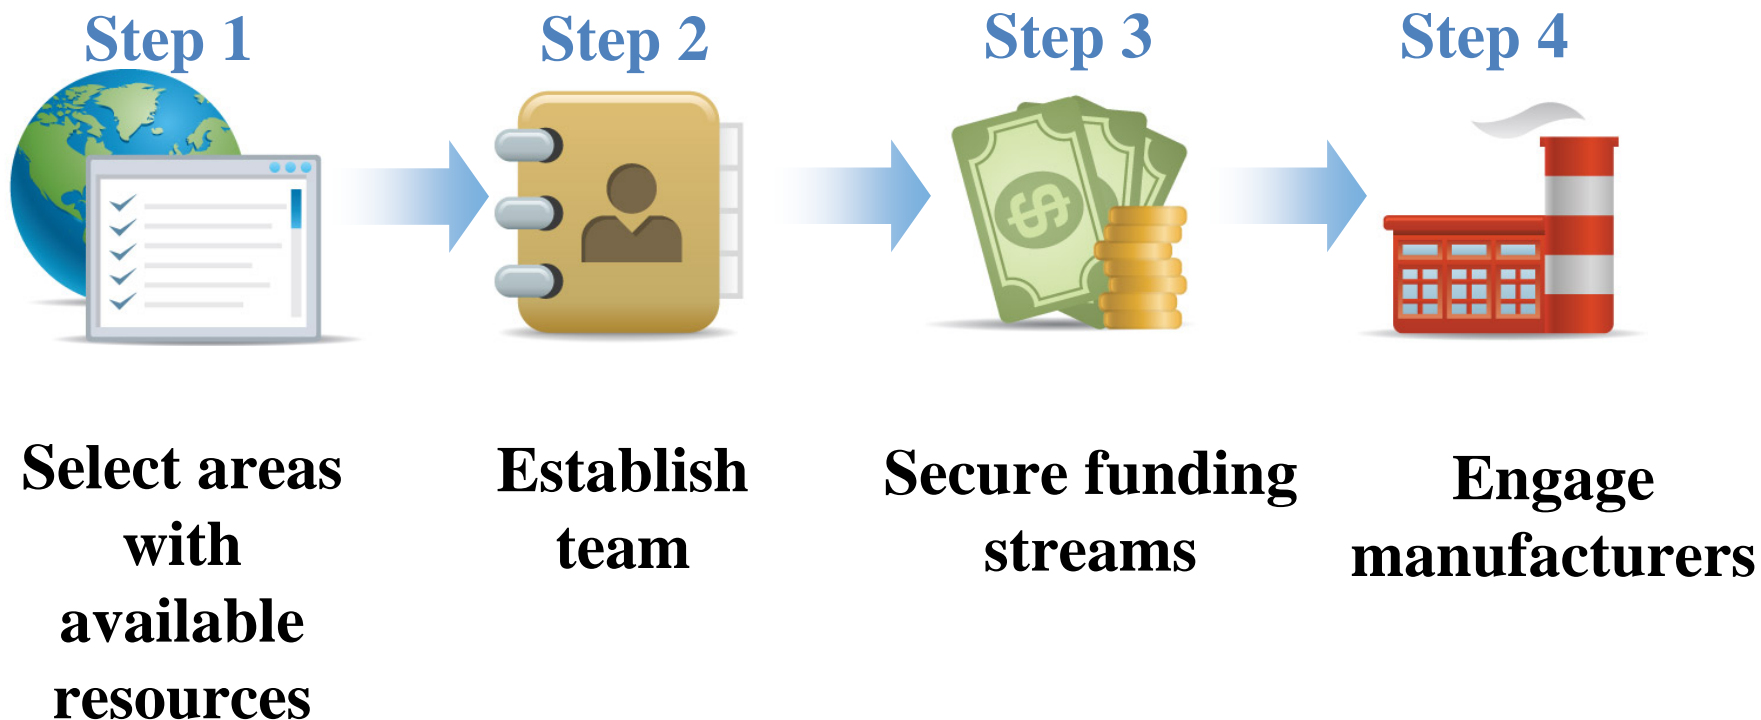 Step 1
Step 2
Step 3
Step 4
Select areas
with
available
resources
Establish
team
Secure funding
streams
Engage
manufacturers